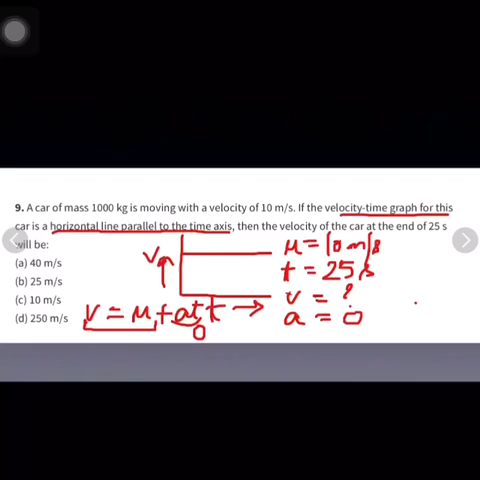 9. A car of mass 1000 kg is moving with a velocity of 10 m/s. If the velocity-time graph for this
car is a horizontal line parallel to the time axis, then the velocity of the car at the end of 25 s
will be:
(a) 40 m/s
(b) 25 m/s
(c) 10 m/s
(d) 250 m/s
v
u = 10 m/s
t = 25 s
v = ?
a = 0
v = u + at t
0